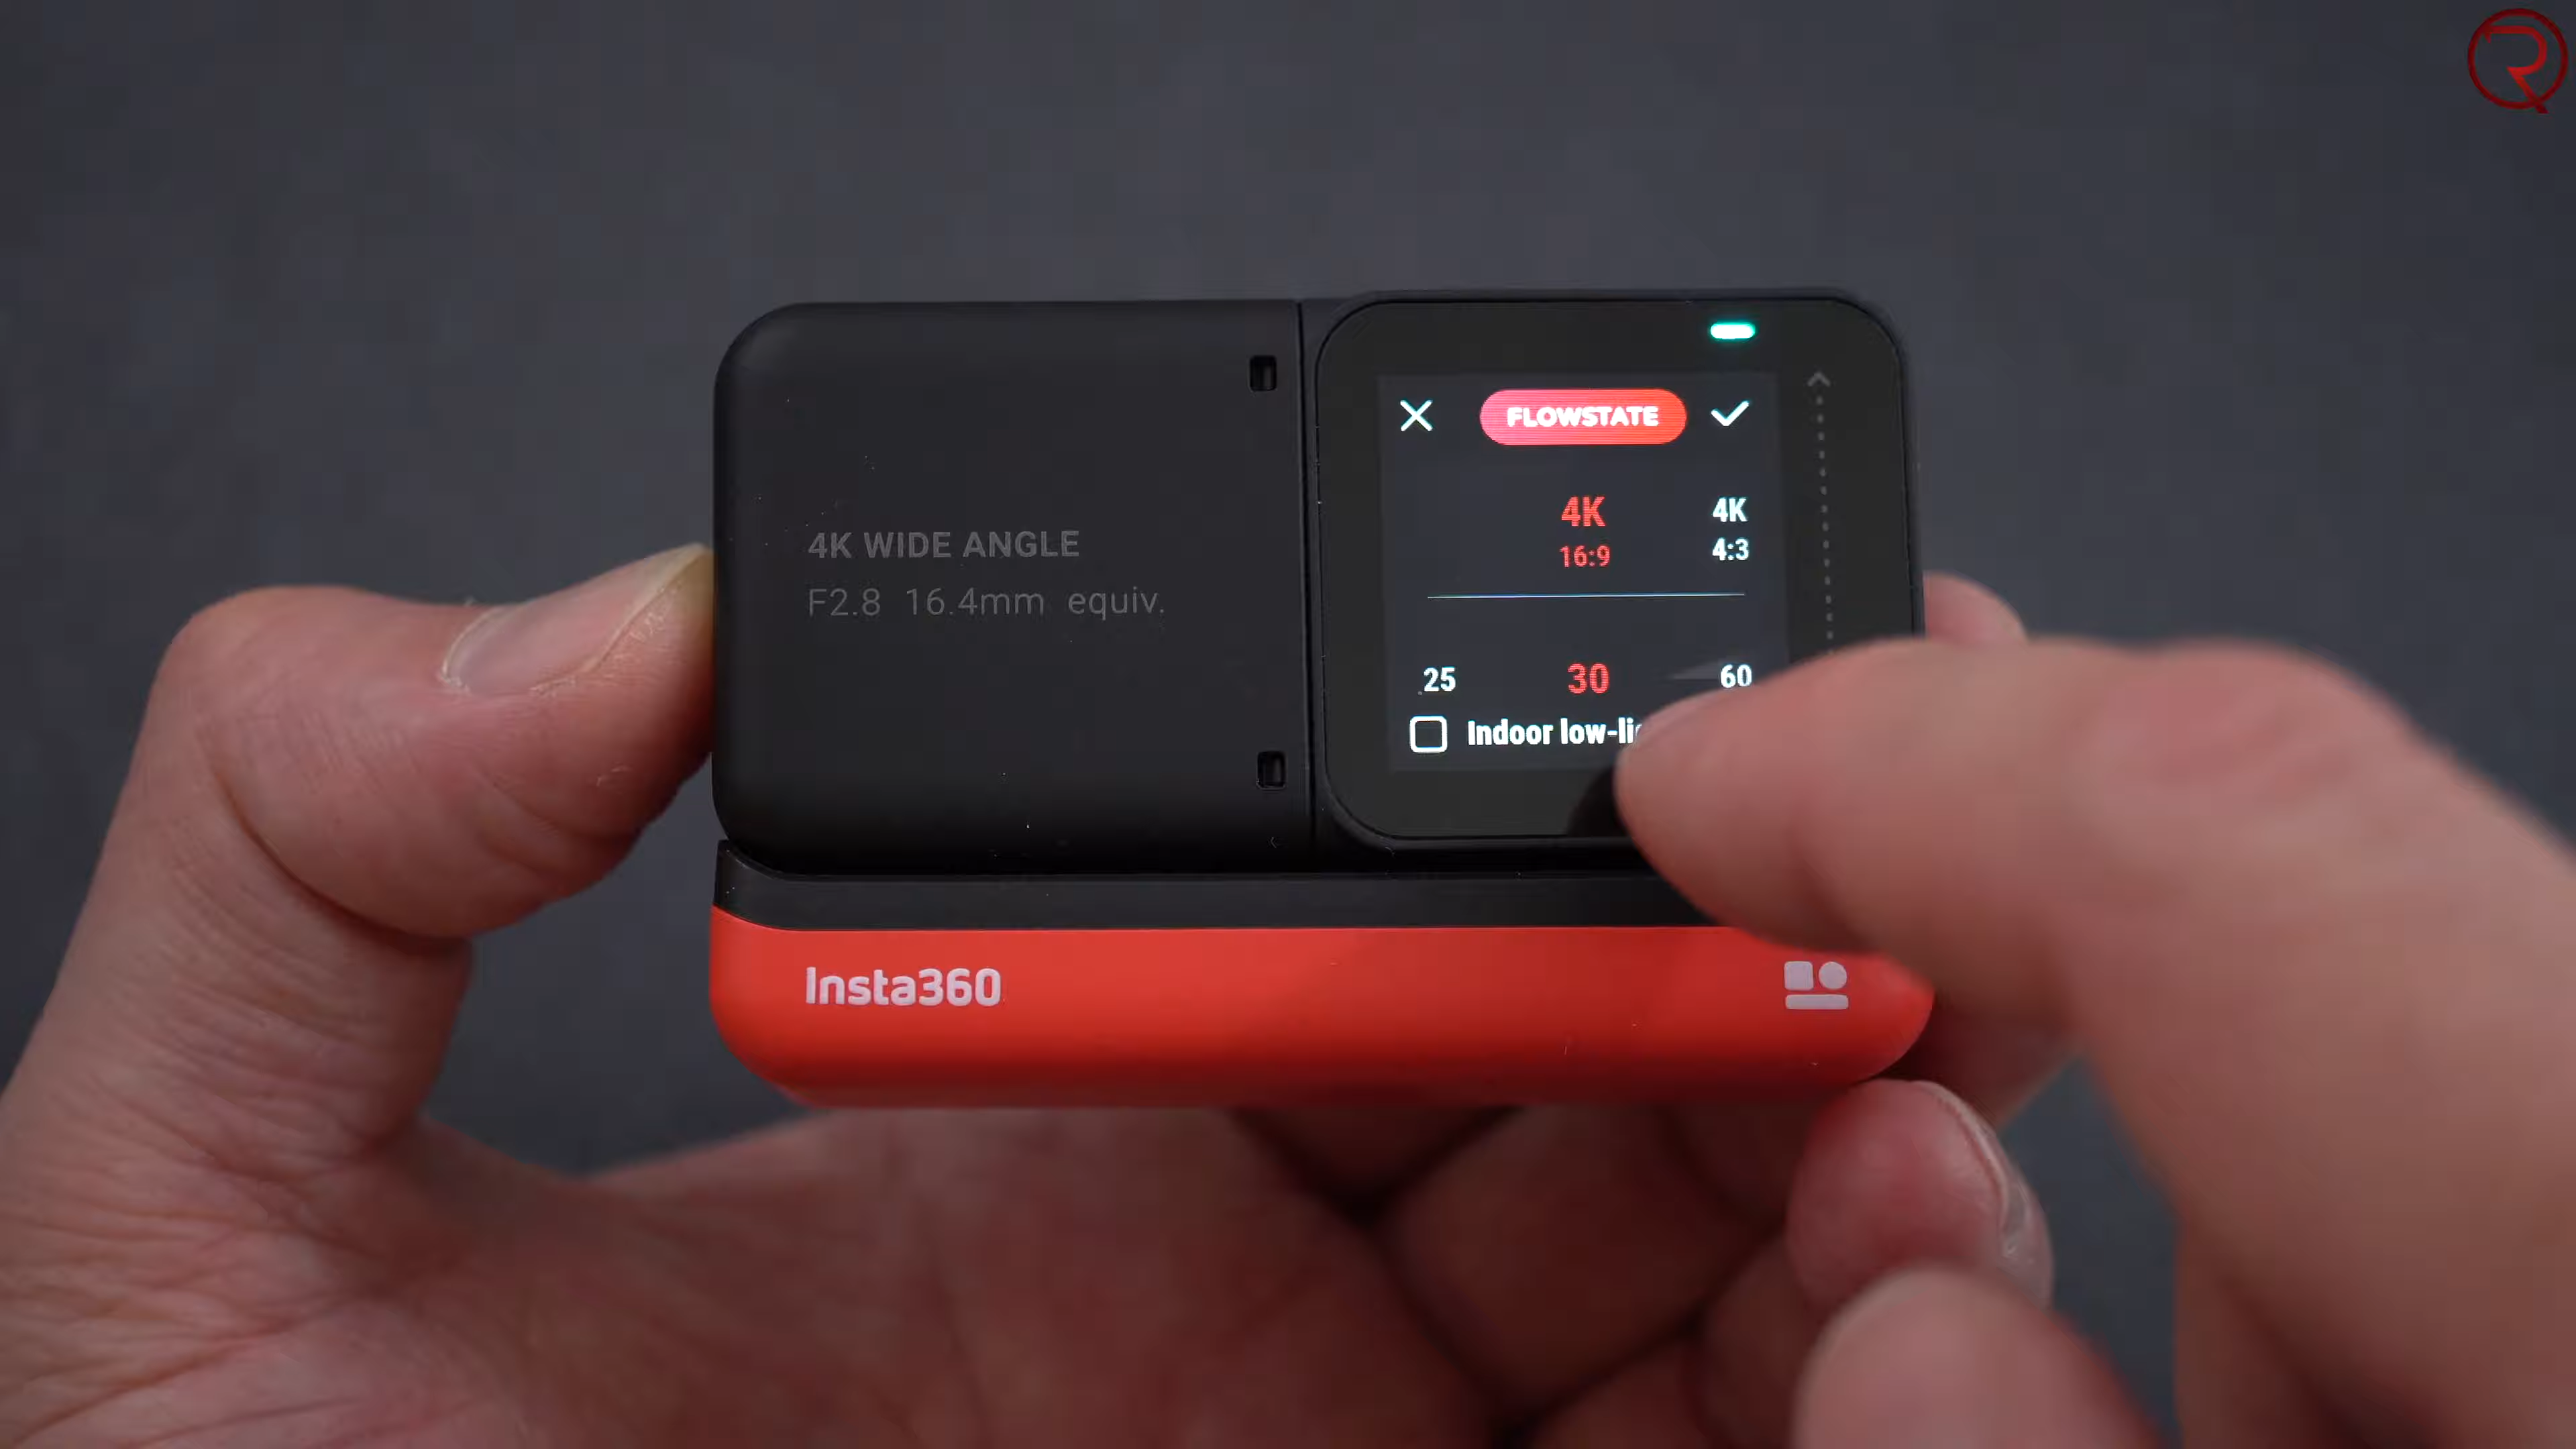 FLOWSTATE
4K 4K
16:9 4:3
25 30 60
Indoor
4K WIDE ANGLE
F2.8 16.4mm equiv.
Insta360